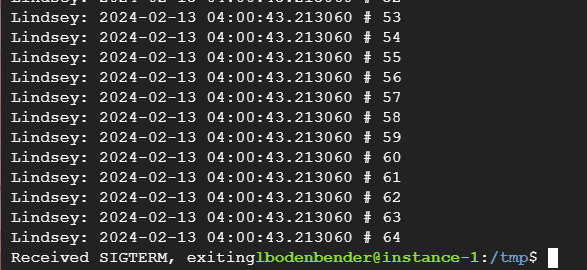 Lindsey: 2024-02-13 04:00:43.213060 # 53
Lindsey: 2024-02-13 04:00:43.213060 # 54
Lindsey: 2024-02-13 04:00:43.213060 # 55
Lindsey: 2024-02-13 04:00:43.213060 # 56
Lindsey: 2024-02-13 04:00:43.213060 # 57
Lindsey: 2024-02-13 04:00:43.213060 # 58
Lindsey: 2024-02-13 04:00:43.213060 # 59
Lindsey: 2024-02-13 04:00:43.213060 # 60
Lindsey: 2024-02-13 04:00:43.213060 # 61
Lindsey: 2024-02-13 04:00:43.213060 # 62
Lindsey: 2024-02-13 04:00:43.213060 # 63
Lindsey: 2024-02-13 04:00:43.213060 # 64
Received SIGTERM, exitinglbodenbender@instance-1:/tmp$